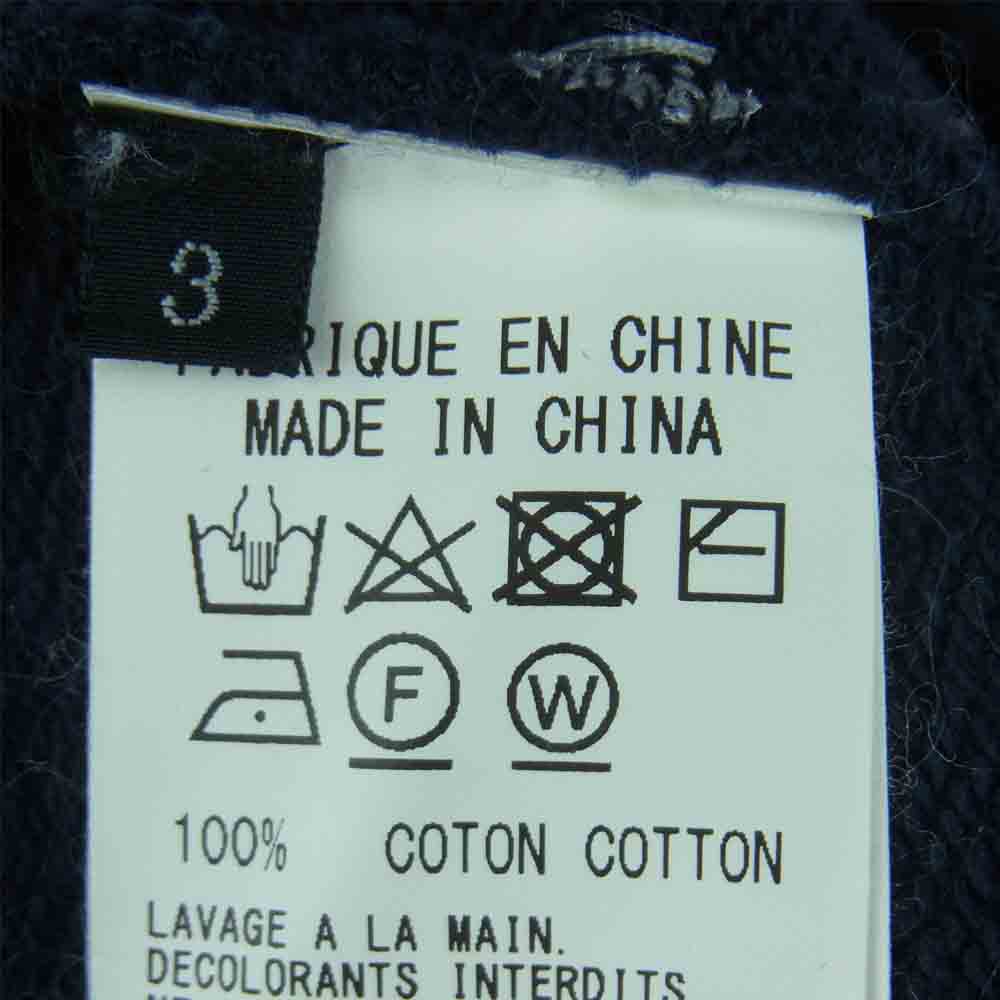 3
FABRIQUE EN CHINE
MADE IN CHINA
F
W
100% COTON COTTON
LAVAGE A LA MAIN.
DECOLORANTS INTERDITS